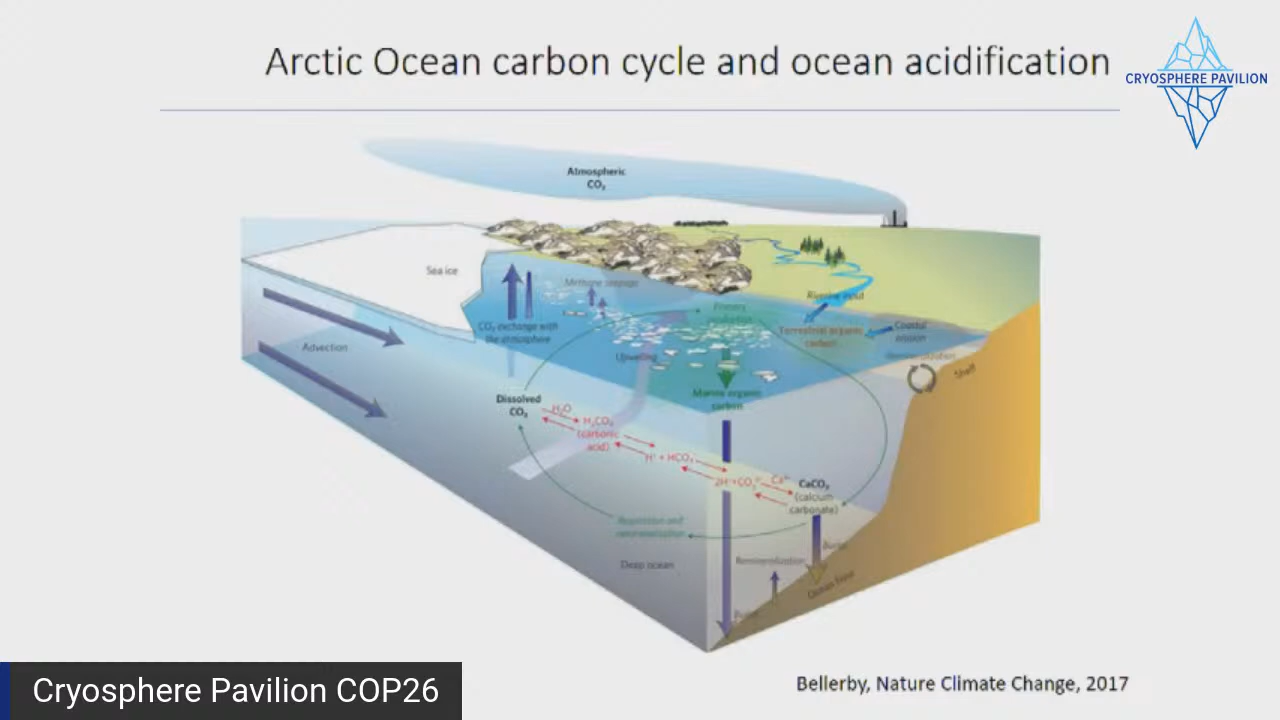 Arctic Ocean carbon cycle and ocean acidification
CRYOSPHERE PAVILION
Atmospheric
CO₂
Sea ice
Methane seepage
Riverine input
Primary
production
CO₂ exchange with
the atmosphere
Terrestrial organic
carbon
Coastal
erosion
Advection
Upwelling
Remineralization
Shelf
Marine organic
carbon
Dissolved
CO₂
H₂O
H₂CO₃
(carbonic
acid)
H⁺ + HCO₃
2H⁺+CO₃²⁻
Ca²⁺
CaCO₃
(calcium
carbonate)
Respiration and
remineralization
Deep ocean
Remineralization
Burial
Ocean floor
Burial
Cryosphere Pavilion COP26
Bellerby, Nature Climate Change, 2017